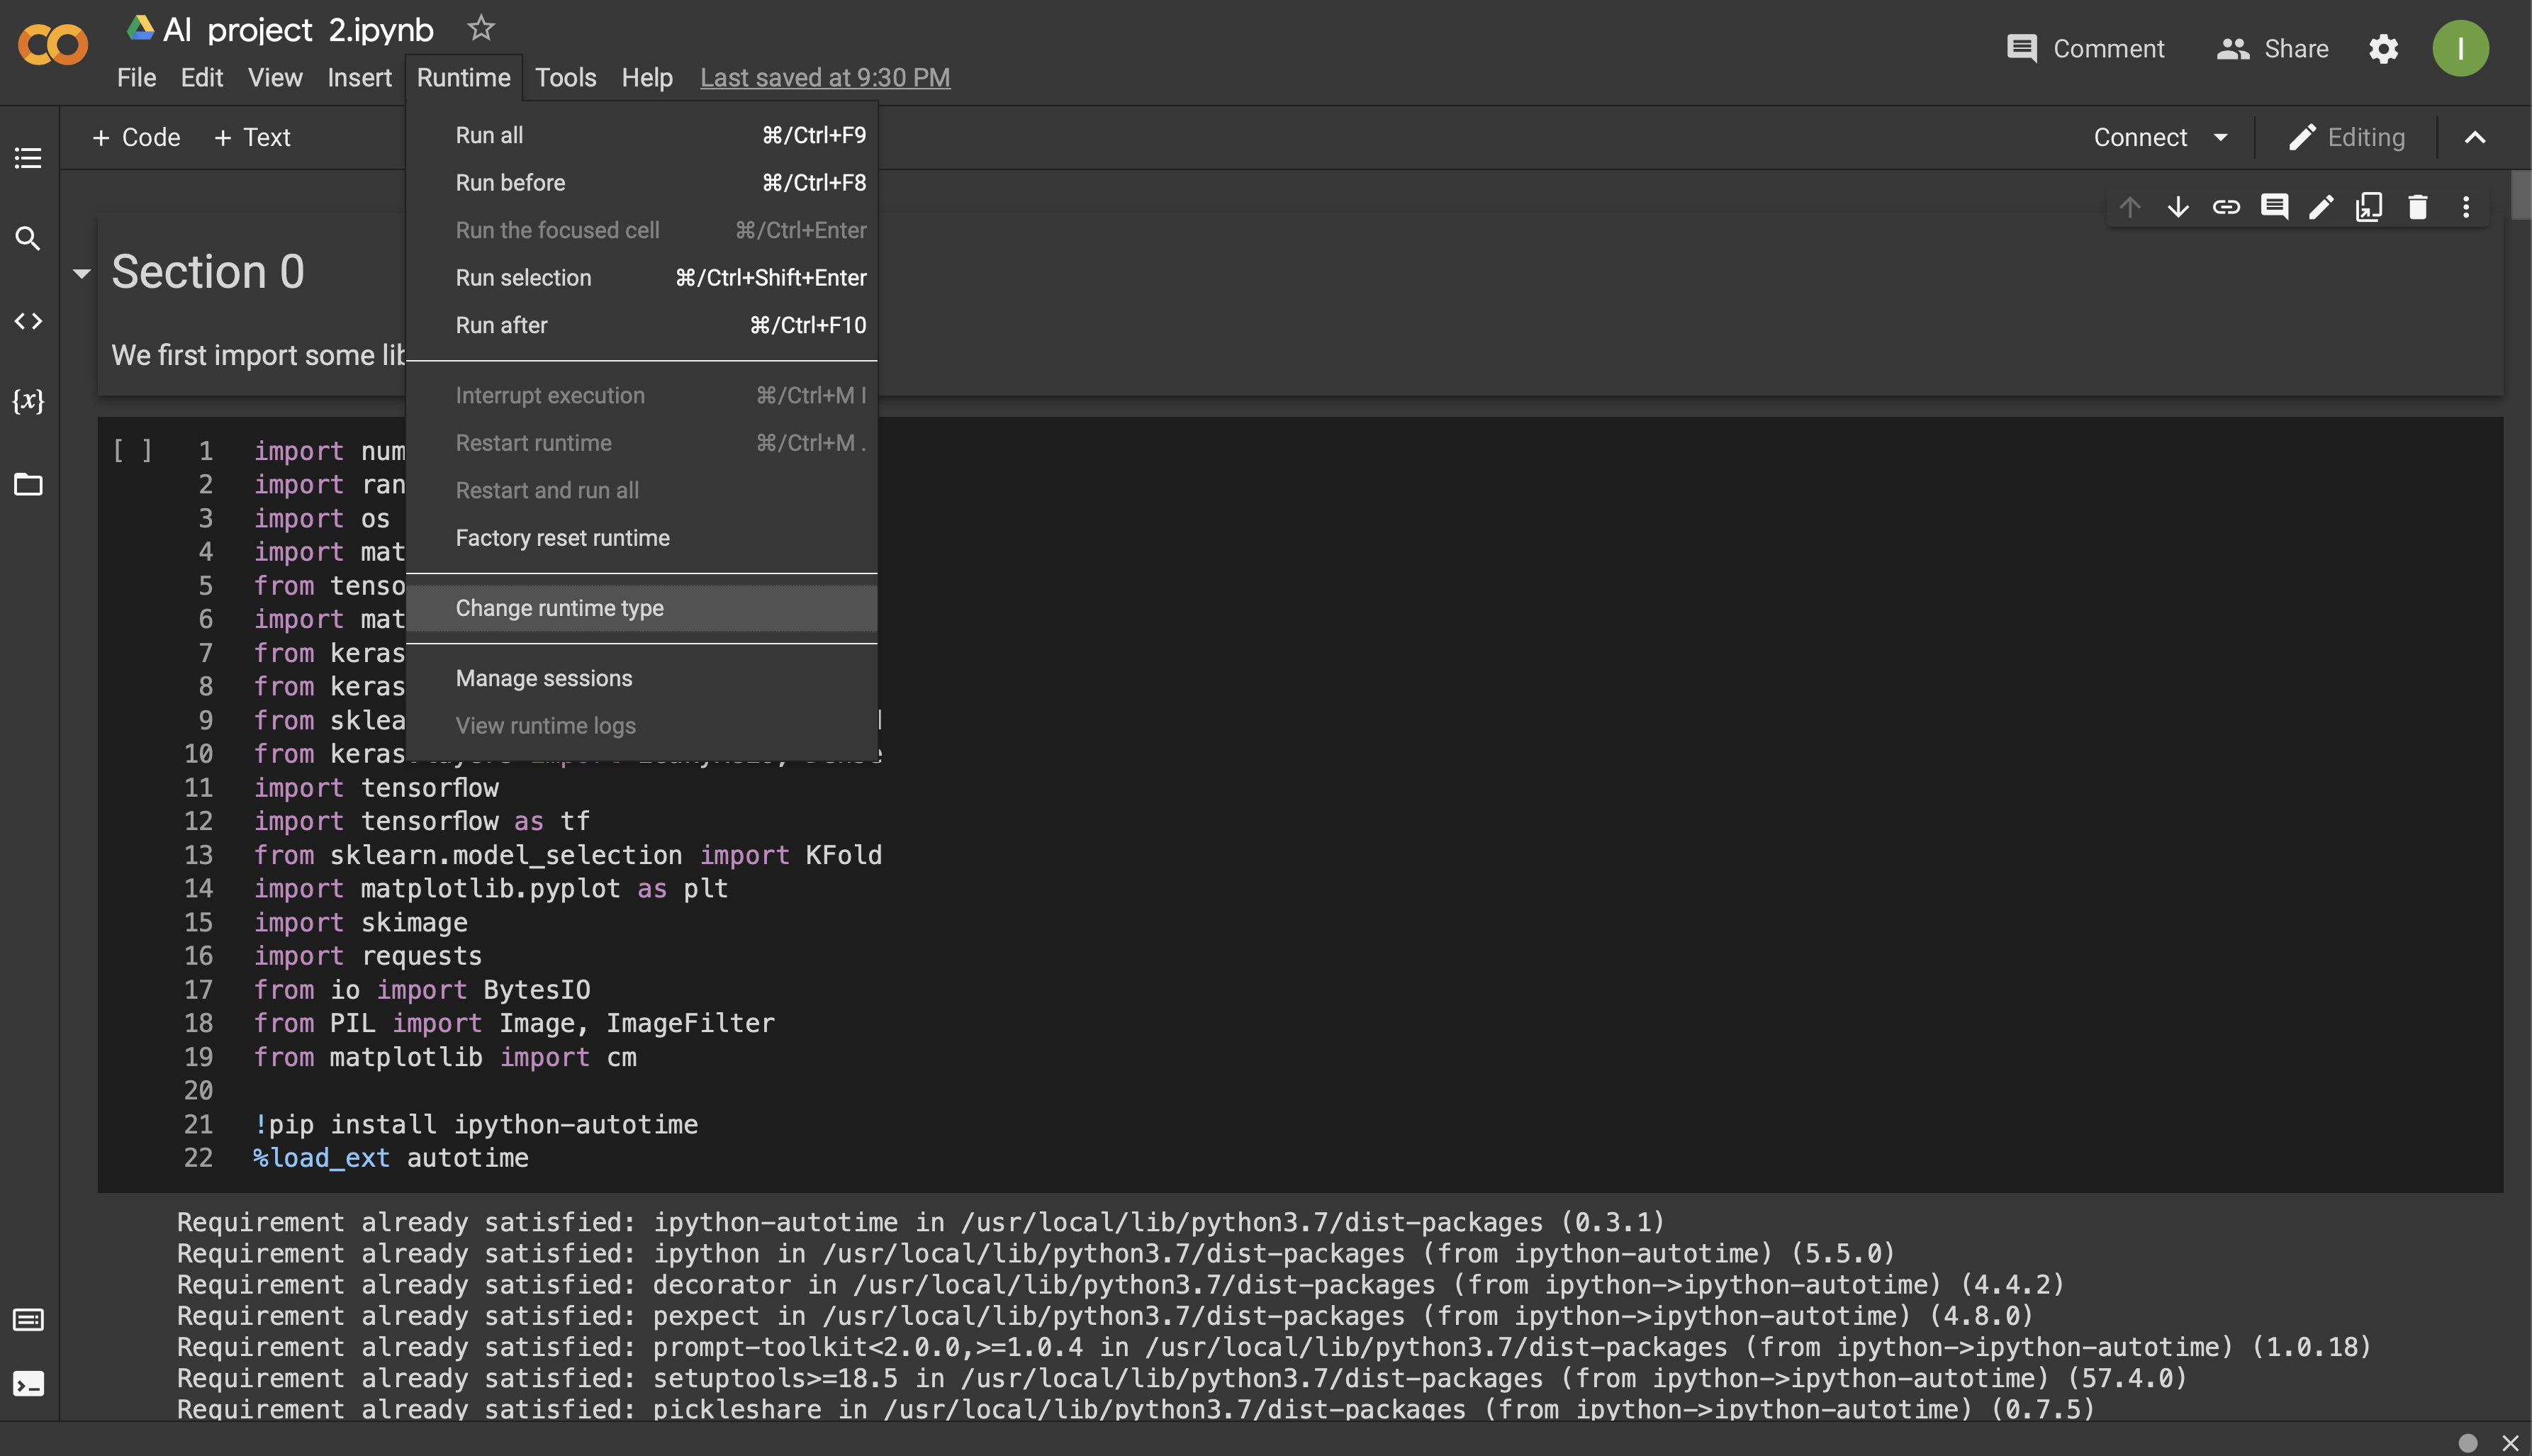 AI project 2.ipynb
Comment Share I
File Edit View Insert Runtime Tools Help Last saved at 9:30 PM
+ Code + Text Connect Editing
Run all ⌘/Ctrl+F9
Run before ⌘/Ctrl+F8
Run the focused cell ⌘/Ctrl+Enter
Run selection ⌘/Ctrl+Shift+Enter
Run after ⌘/Ctrl+F10
Interrupt execution ⌘/Ctrl+M I
Restart runtime ⌘/Ctrl+M .
Restart and run all
Factory reset runtime
Change runtime type
Manage sessions
View runtime logs
Section 0
We first import some lib
[ ] 1 import num
2 import ran
3 import os
4 import mat
5 from tenso
6 import mat
7 from keras
8 from keras
9 from sklea
10 from keras
11 import tensorflow
12 import tensorflow as tf
13 from sklearn.model_selection import KFold
14 import matplotlib.pyplot as plt
15 import skimage
16 import requests
17 from io import BytesIO
18 from PIL import Image, ImageFilter
19 from matplotlib import cm
20
21 !pip install ipython-autotime
22 %load_ext autotime
Requirement already satisfied: ipython-autotime in /usr/local/lib/python3.7/dist-packages (0.3.1)
Requirement already satisfied: ipython in /usr/local/lib/python3.7/dist-packages (from ipython-autotime) (5.5.0)
Requirement already satisfied: decorator in /usr/local/lib/python3.7/dist-packages (from ipython->ipython-autotime) (4.4.2)
Requirement already satisfied: pexpect in /usr/local/lib/python3.7/dist-packages (from ipython->ipython-autotime) (4.8.0)
Requirement already satisfied: prompt-toolkit<2.0.0,>=1.0.4 in /usr/local/lib/python3.7/dist-packages (from ipython->ipython-autotime) (1.0.18)
Requirement already satisfied: setuptools>=18.5 in /usr/local/lib/python3.7/dist-packages (from ipython->ipython-autotime) (57.4.0)
Requirement already satisfied: pickleshare in /usr/local/lib/python3.7/dist-packages (from ipython->ipython-autotime) (0.7.5)